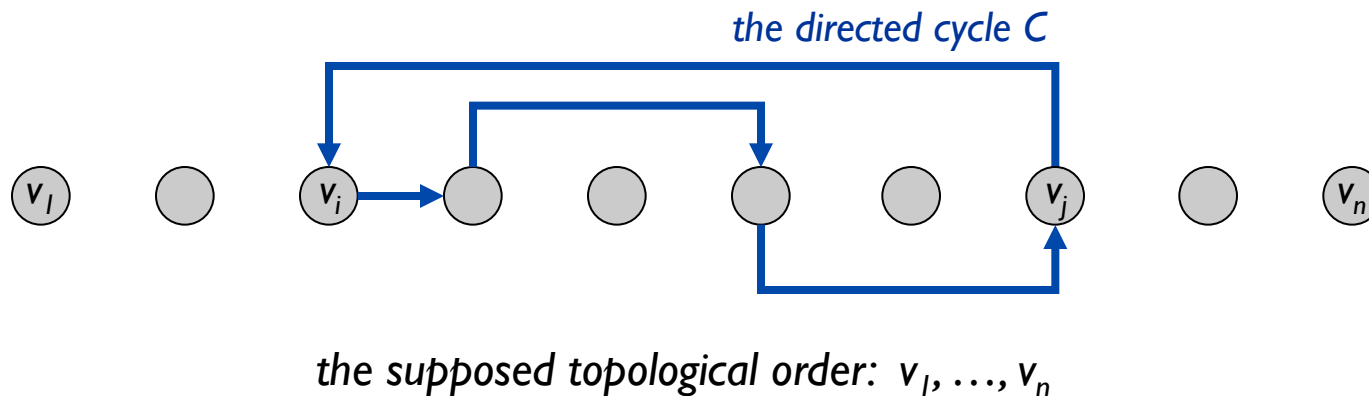 the directed cycle C
v1 vi vj vn
the supposed topological order: v1, …, vn